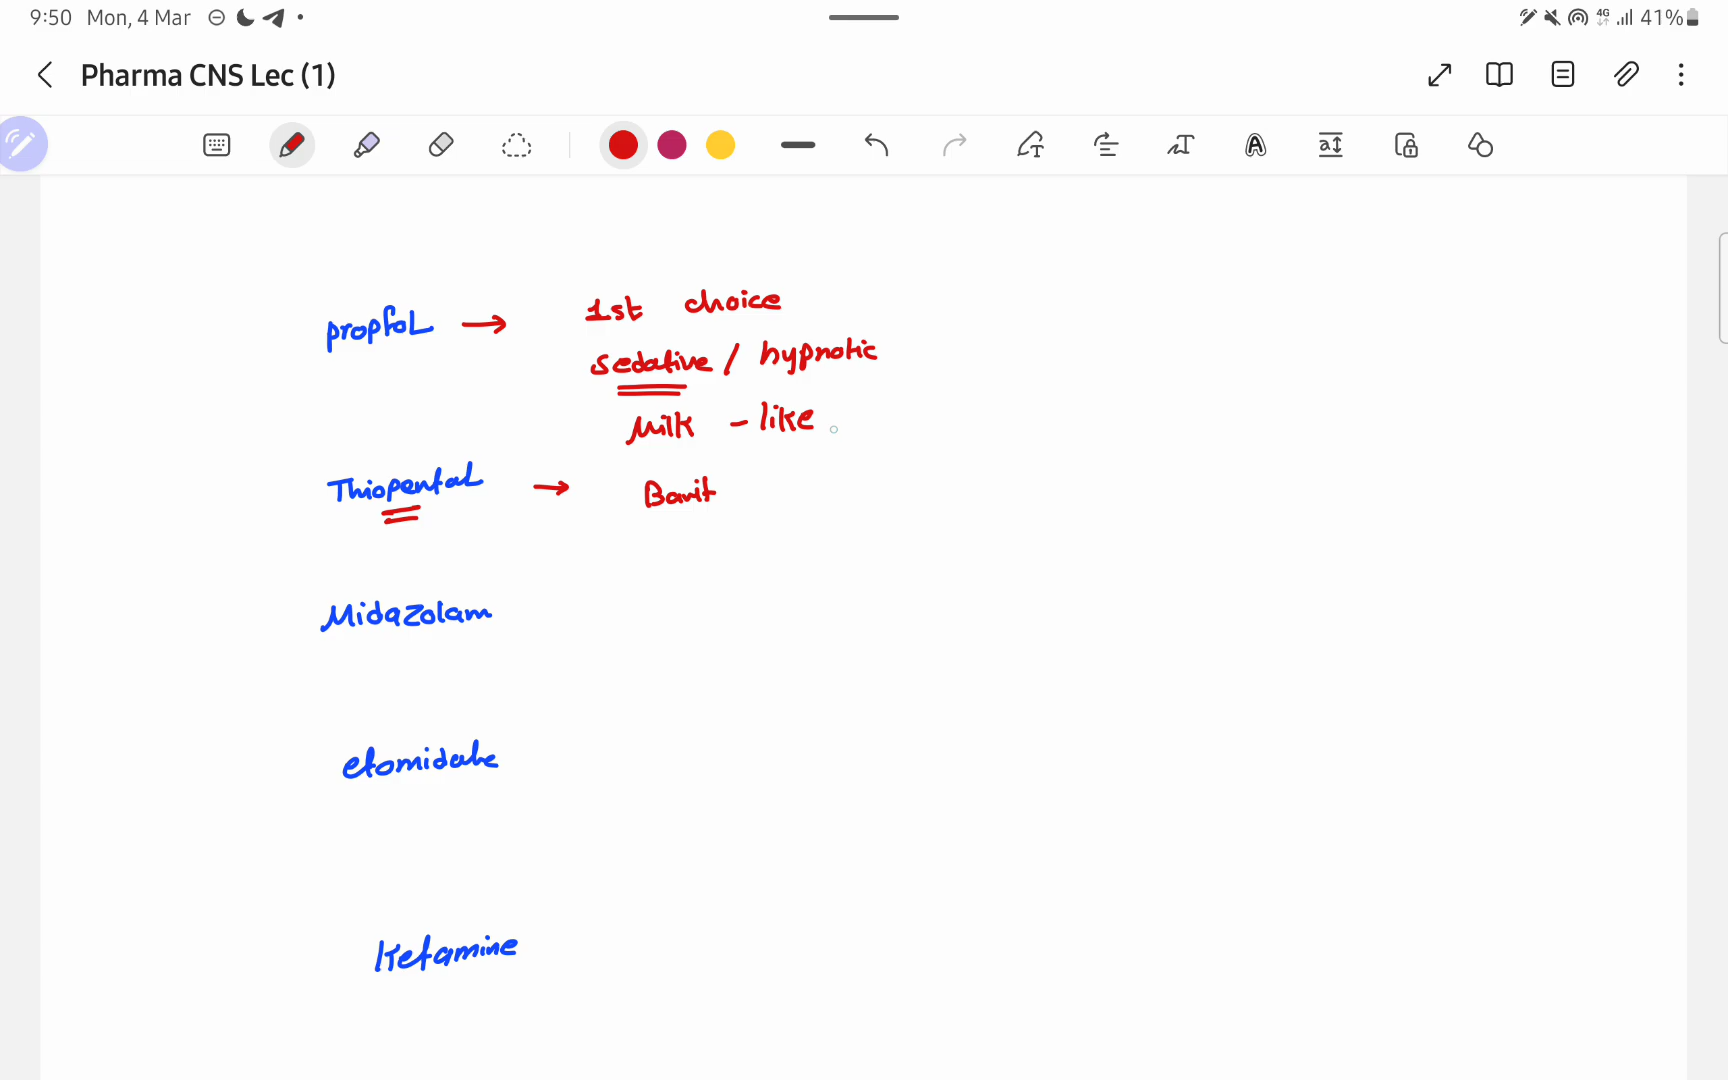 9:50 Mon, 4 Mar 4G 41%
Pharma CNS Lec (1)
propfol → 1st choice
sedative / hypnotic
Milk - like
Thiopental → Barit
Midazolam
etomidate
Ketamine